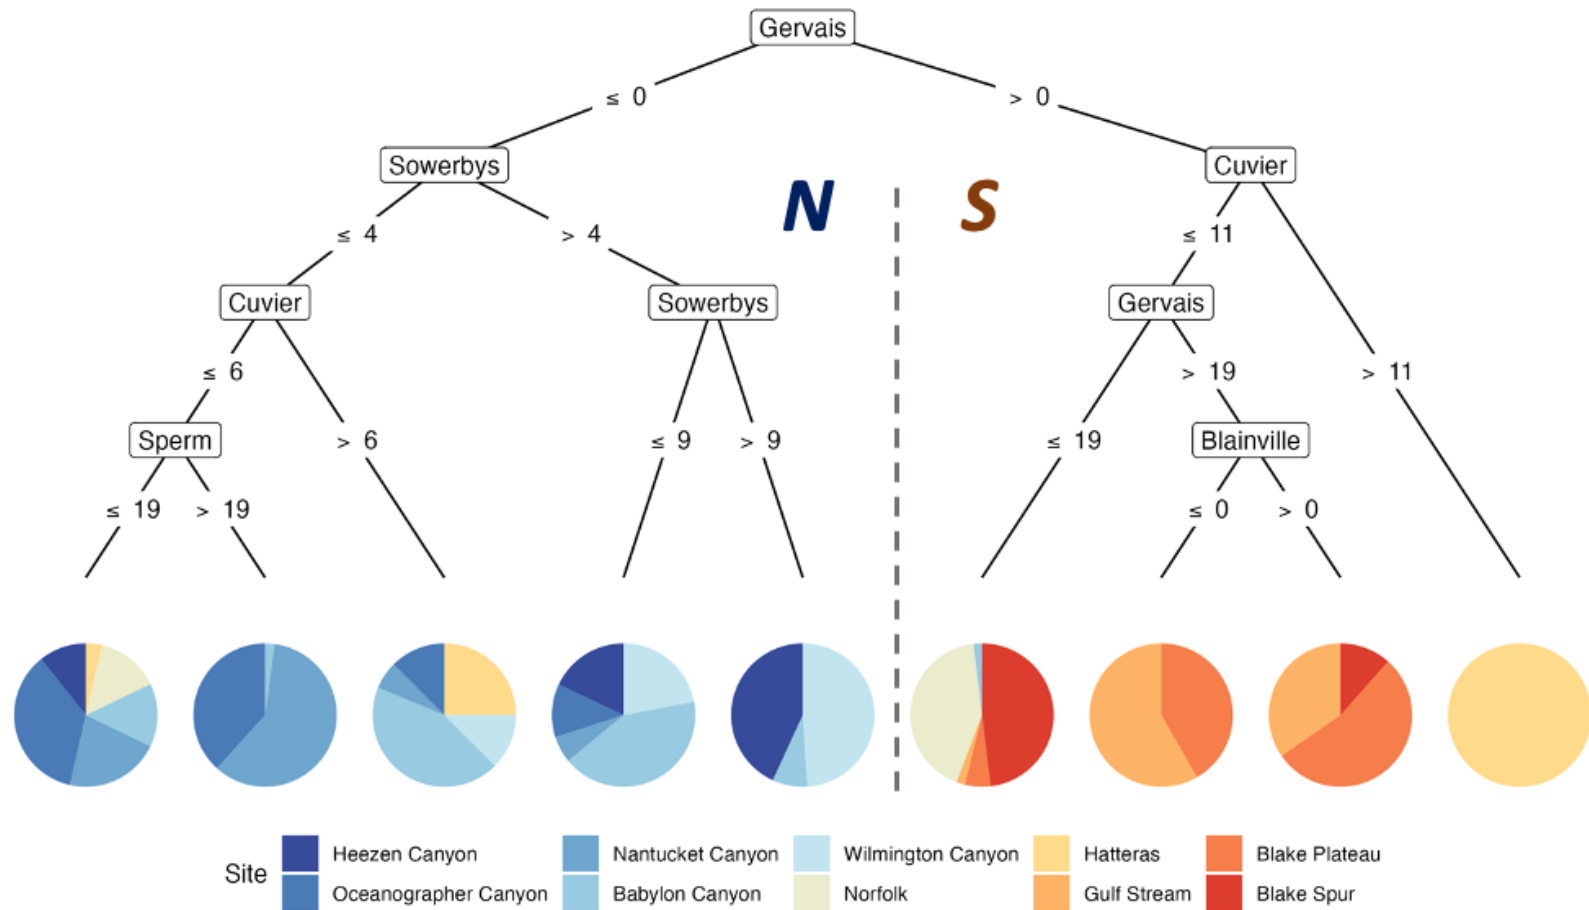 Gervais
≤ 0
> 0
Sowerbys
Cuvier
N
S
≤ 4
> 4
≤ 11
Cuvier
Sowerbys
Gervais
≤ 6
> 19
> 11
Sperm
> 6
≤ 9
> 9
≤ 19
Blainville
≤ 19
> 19
≤ 0
> 0
Site
Heezen Canyon
Nantucket Canyon
Wilmington Canyon
Hatteras
Blake Plateau
Oceanographer Canyon
Babylon Canyon
Norfolk
Gulf Stream
Blake Spur